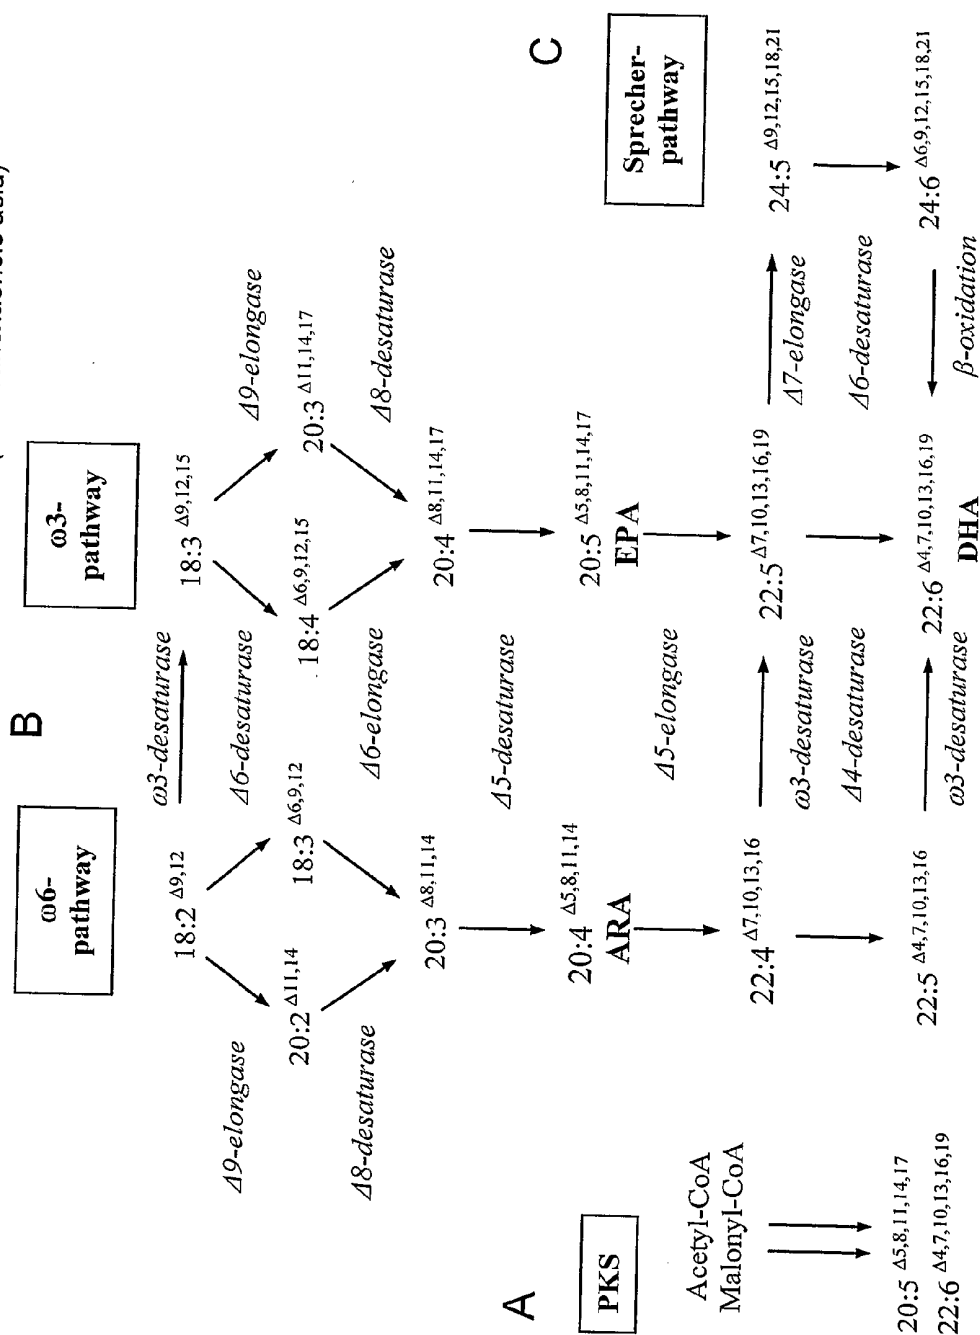 B
ω6-
pathway
ω3-
pathway
ω3-desaturase
18:2 Δ9,12
18:3 Δ9,12,15
Δ9-elongase
Δ6-desaturase
Δ9-elongase
20:2 Δ11,14
18:3 Δ6,9,12
18:4 Δ6,9,12,15
20:3 Δ11,14,17
Δ8-desaturase
Δ6-elongase
Δ8-desaturase
20:3 Δ8,11,14
20:4 Δ8,11,14,17
Δ5-desaturase
A
C
PKS
20:4 Δ5,8,11,14
ARA
20:5 Δ5,8,11,14,17
EPA
Sprecher-
pathway
Δ5-elongase
Acetyl-CoA
Malonyl-CoA
22:4 Δ7,10,13,16
22:5 Δ7,10,13,16,19
24:5 Δ9,12,15,18,21
ω3-desaturase
Δ7-elongase
Δ4-desaturase
Δ6-desaturase
20:5 Δ5,8,11,14,17
22:6 Δ4,7,10,13,16,19
22:5 Δ4,7,10,13,16
22:6 Δ4,7,10,13,16,19
DHA
24:6 Δ6,9,12,15,18,21
ω3-desaturase
β-oxidation